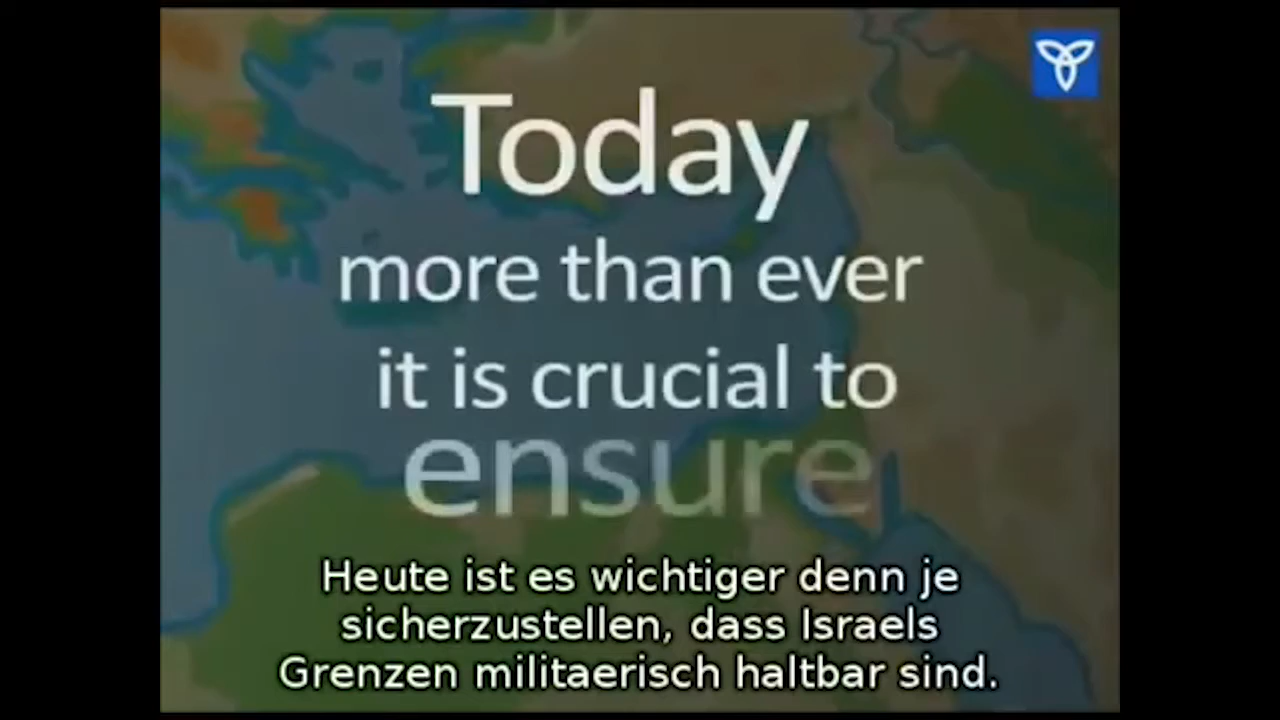 Today
more than ever
it is crucial to
ensure
Heute ist es wichtiger denn je
sicherzustellen, dass Israels
Grenzen militaerisch haltbar sind.